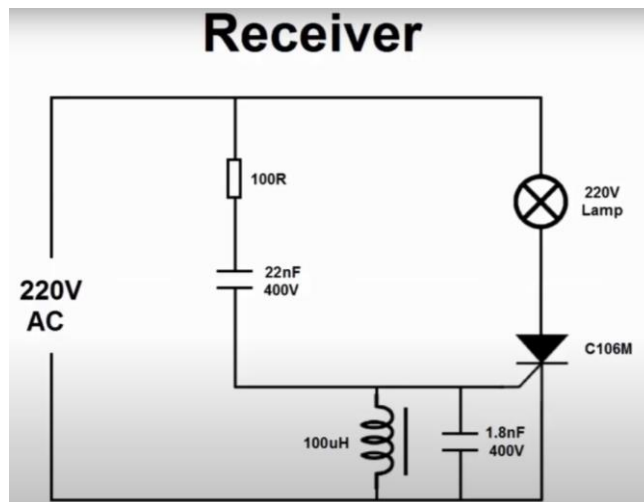 Receiver
100R
220V
Lamp
22nF
400V
220V
AC
C106M
100uH
1.8nF
400V